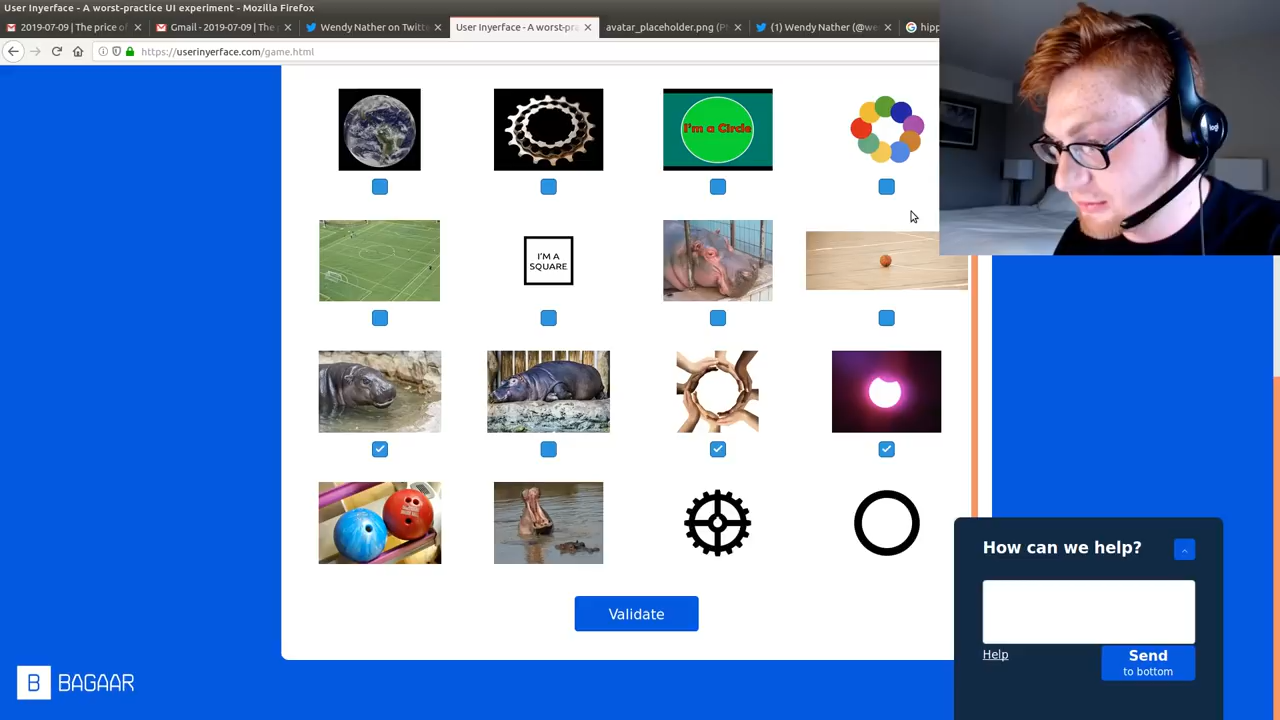 User Inyerface - A worst-practice UI experiment - Mozilla Firefox
2019-07-09 | The price of
Gmail - 2019-07-09 | The
Wendy Nather on Twitt
User Inyerface - A worst-pra
avatar_placeholder.png (P
(1) Wendy Nather (@we
hipp
https://userinyerface.com/game.html
I'm a Circle
I'M A
SQUARE
Validate
How can we help?
Help
Send
to bottom
B BAGAAR
logi